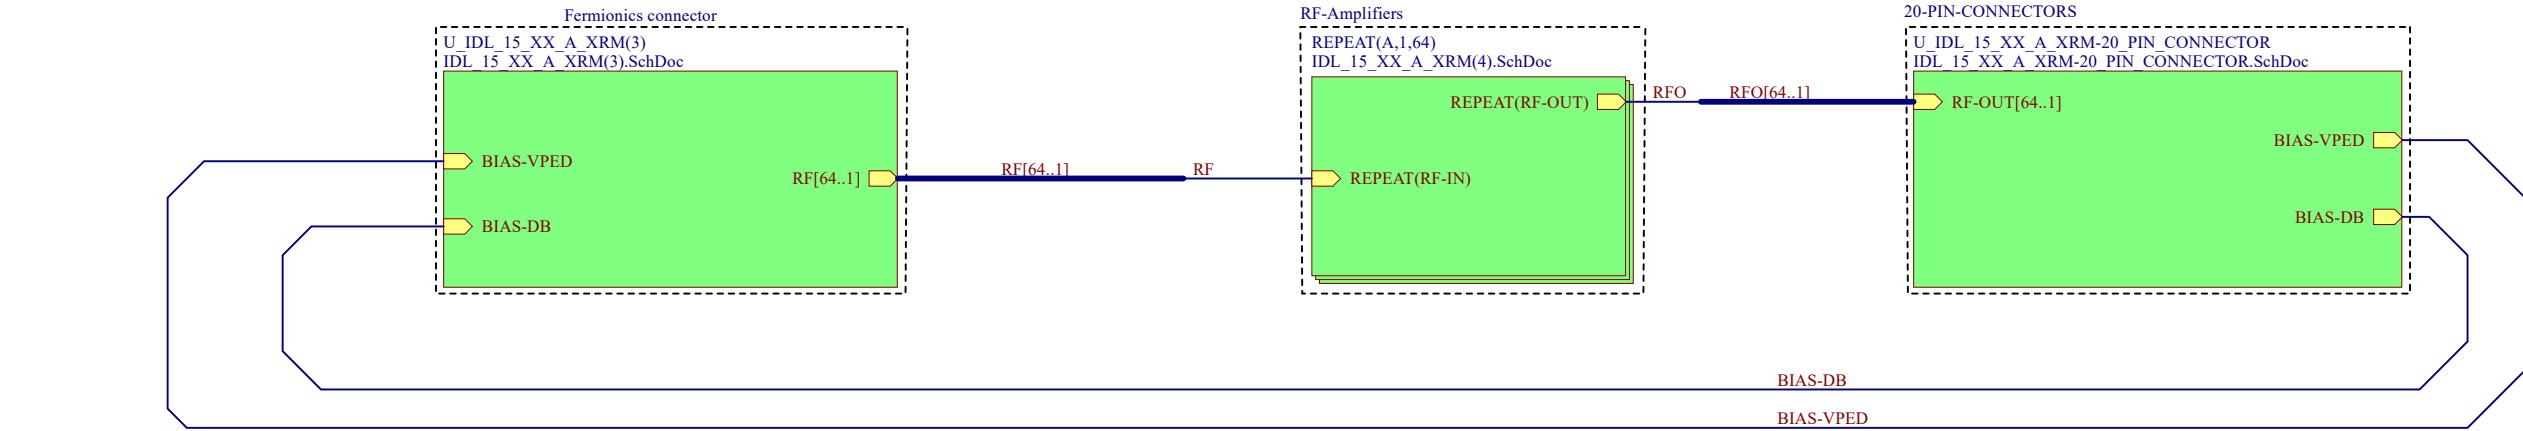 Fermionics connector
U_IDL_15_XX_A_XRM(3)
IDL_15_XX_A_XRM(3).SchDoc
BIAS-VPED
RF[64..1]
BIAS-DB
RF[64..1]
RF
RF-Amplifiers
REPEAT(A,1,64)
IDL_15_XX_A_XRM(4).SchDoc
REPEAT(RF-OUT)
REPEAT(RF-IN)
RFO
RFO[64..1]
20-PIN-CONNECTORS
U_IDL_15_XX_A_XRM-20_PIN_CONNECTOR
IDL_15_XX_A_XRM-20_PIN_CONNECTOR.SchDoc
RF-OUT[64..1]
BIAS-VPED
BIAS-DB
BIAS-DB
BIAS-VPED